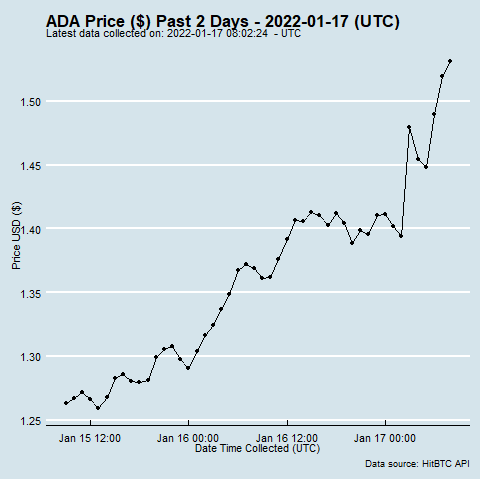 ADA Price ($) Past 2 Days - 2022-01-17 (UTC)
Latest data collected on: 2022-01-17 08:02:24 - UTC
Price USD ($)
1.50
1.45
1.40
1.35
1.30
1.25
Jan 15 12:00 Jan 16 00:00 Jan 16 12:00 Jan 17 00:00
Date Time Collected (UTC)
Data source: HitBTC API